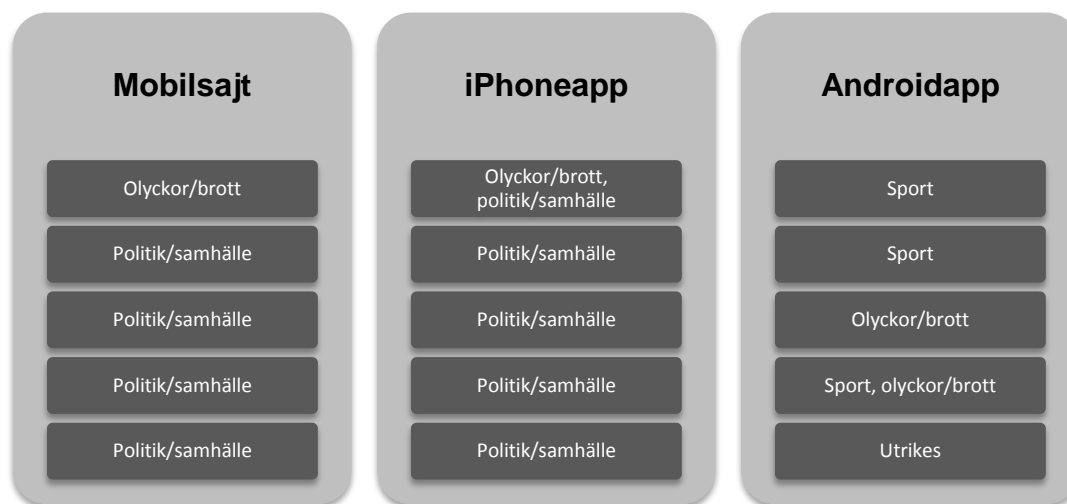 Mobilsajt
Olyckor/brott
Politik/samhälle
Politik/samhälle
Politik/samhälle
Politik/samhälle
iPhoneapp
Olyckor/brott,
politik/samhälle
Politik/samhälle
Politik/samhälle
Politik/samhälle
Politik/samhälle
Androidapp
Sport
Sport
Olyckor/brott
Sport, olyckor/brott
Utrikes